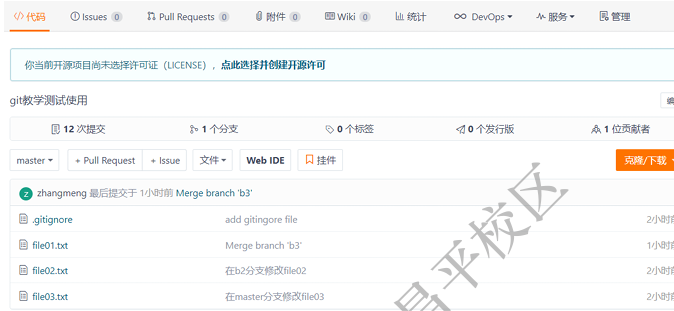 代码 Issues 0 Pull Requests 0 附件 0 Wiki 0 统计 DevOps 服务 管理
你当前开源项目尚未选择许可证（LICENSE），点此选择并创建开源许可
git教学测试使用
12 次提交 1 个分支 0 个标签 0 个发行版 1 位贡献者
master + Pull Request + Issue 文件 Web IDE 挂件 克隆/下载
z zhangmeng 最后提交于 1小时前 Merge branch 'b3'
.gitignore add gitingore file 2小时前
file01.txt Merge branch 'b3' 1小时前
file02.txt 在b2分支修改file02 2小时前
file03.txt 在master分支修改file03 2小时前
昌平校区